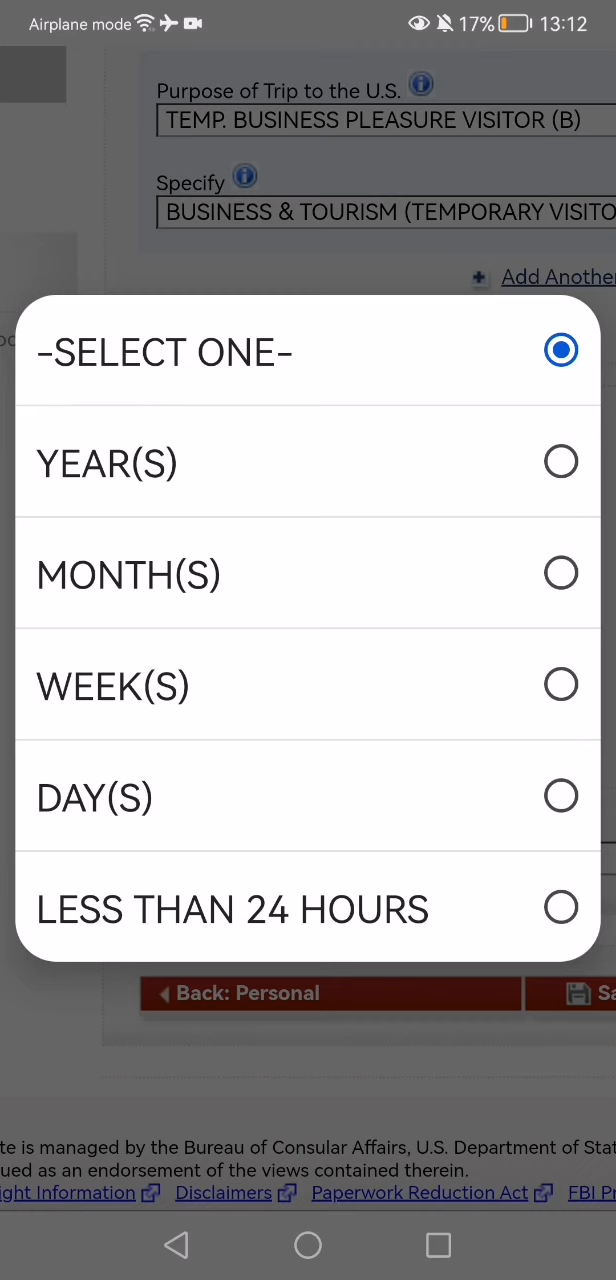 Airplane mode 17% 13:12
Purpose of Trip to the U.S.
TEMP. BUSINESS PLEASURE VISITOR (B)
Specify
BUSINESS & TOURISM (TEMPORARY VISITO
Add Another
-SELECT ONE-
YEAR(S)
MONTH(S)
WEEK(S)
DAY(S)
LESS THAN 24 HOURS
Back: Personal Sa
te is managed by the Bureau of Consular Affairs, U.S. Department of Stat
ued as an endorsement of the views contained therein.
ight Information Disclaimers Paperwork Reduction Act FBI Pr